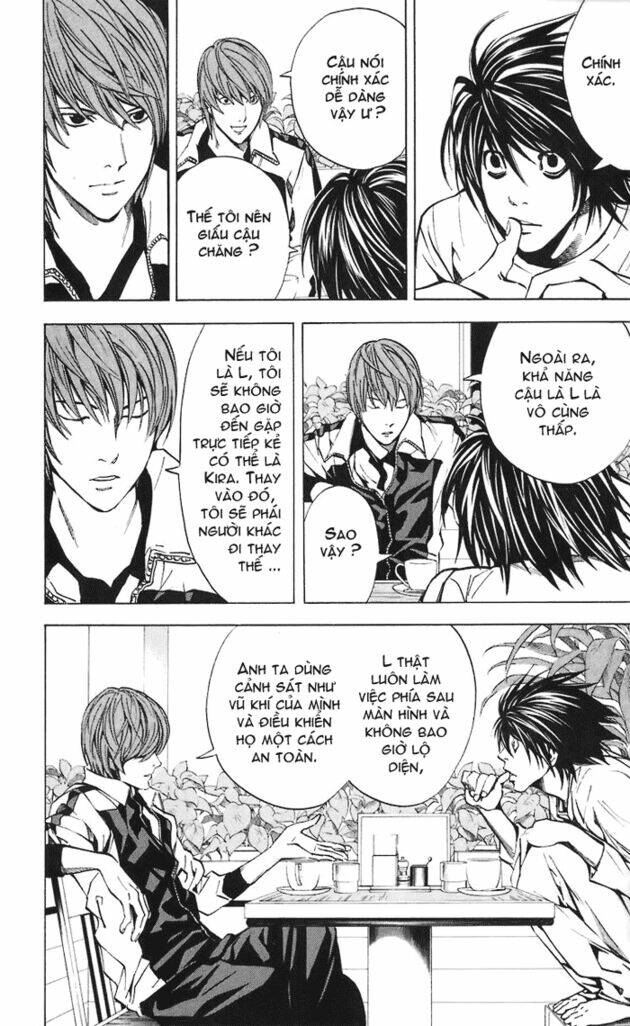 CHÍNH
XÁC.
CẬU NÓI
CHÍNH XÁC
DỄ DÀNG
VẬY Ư ?
THẾ TÔI NÊN
GIẤU CẬU
CHĂNG ?
NGOÀI RA,
KHẢ NĂNG
CẬU LÀ L LÀ
VÔ CÙNG
THẤP.
SAO
VẬY ?
NẾU TÔI
LÀ L, TÔI
SẼ KHÔNG
BAO GIỜ
ĐẾN GẶP
TRỰC TIẾP KẺ
CÓ THỂ LÀ
KIRA. THAY
VÀO ĐÓ,
TÔI SẼ PHÁI
NGƯỜI KHÁC
ĐI THAY
THẾ ...
L THẬT
LUÔN LÀM
VIỆC PHÍA SAU
MÀN HÌNH VÀ
KHÔNG BAO
GIỜ LỘ
DIỆN,
ANH TA DÙNG
CẢNH SÁT NHƯ
VŨ KHÍ CỦA MÌNH
VÀ ĐIỀU KHIỂN
HỌ MỘT CÁCH
AN TOÀN.